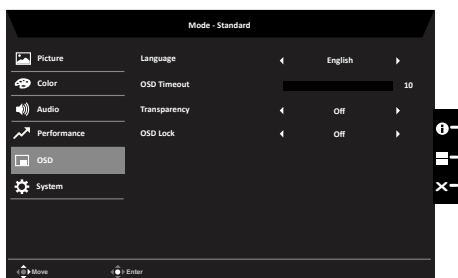 Mode - Standard
Picture
Language
English
Color
OSD Timeout
10
Audio
Transparency
Off
Performance
OSD Lock
Off
OSD
System
Move
Enter